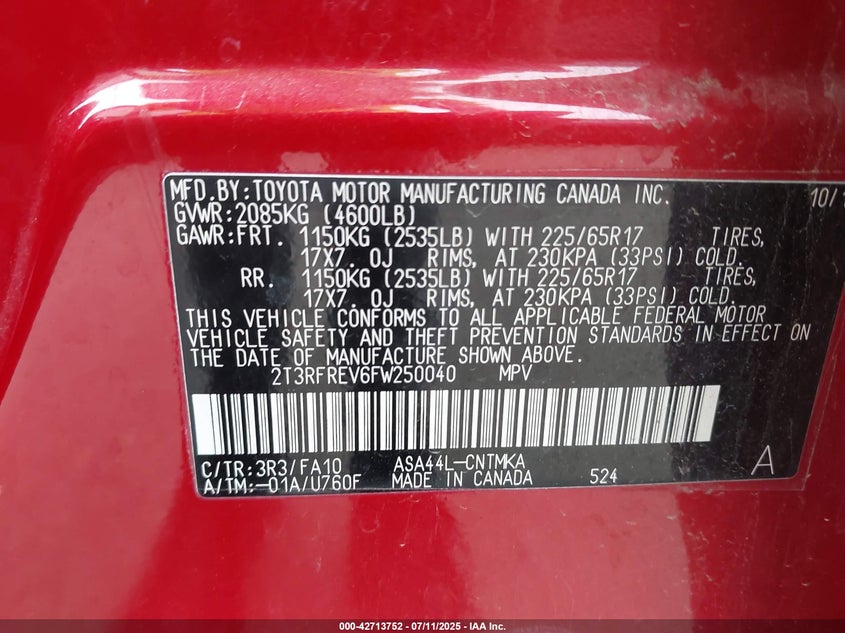 MFD.BY:TOYOTA MOTOR MANUFACTURING CANADA INC. 10/
GVWR:2085KG (4600LB)
GAWR:FRT. 1150KG (2535LB) WITH 225/65R17 TIRES,
17X7.0J RIMS, AT 230KPA (33PSI) COLD.
RR. 1150KG (2535LB) WITH 225/65R17 TIRES,
17X7.0J RIMS, AT 230KPA (33PSI) COLD.
THIS VEHICLE CONFORMS TO ALL APPLICABLE FEDERAL MOTOR
VEHICLE SAFETY AND THEFT PREVENTION STANDARDS IN EFFECT ON
THE DATE OF MANUFACTURE SHOWN ABOVE.
2T3RFREV6FW250040 MPV
C/TR:3R3/FA10 ASA44L-CNTMKA A
A/TM:-01A/U760F MADE IN CANADA 524
000-42713752 - 07/11/2025 - IAA Inc.